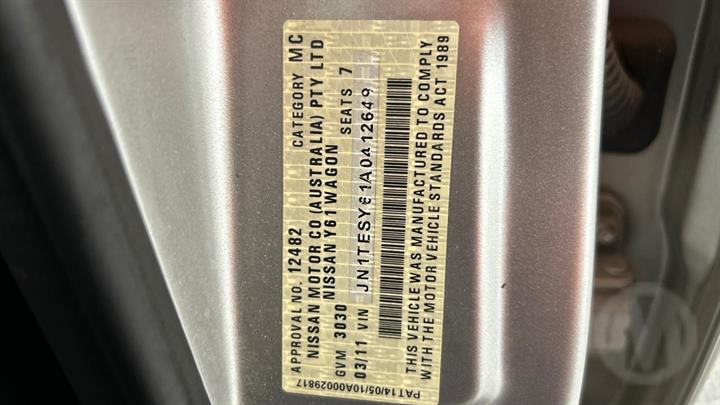 APPROVAL NO. 12482 CATEGORY MC
NISSAN MOTOR CO (AUSTRALIA) PTY LTD
NISSAN Y61 WAGON
GVM 3030 SEATS 7
03/11 VIN JN1TESY61A0412649
THIS VEHICLE WAS MANUFACTURED TO COMPLY
WITH THE MOTOR VEHICLE STANDARDS ACT 1989
PAT14/05/10A00029817
M